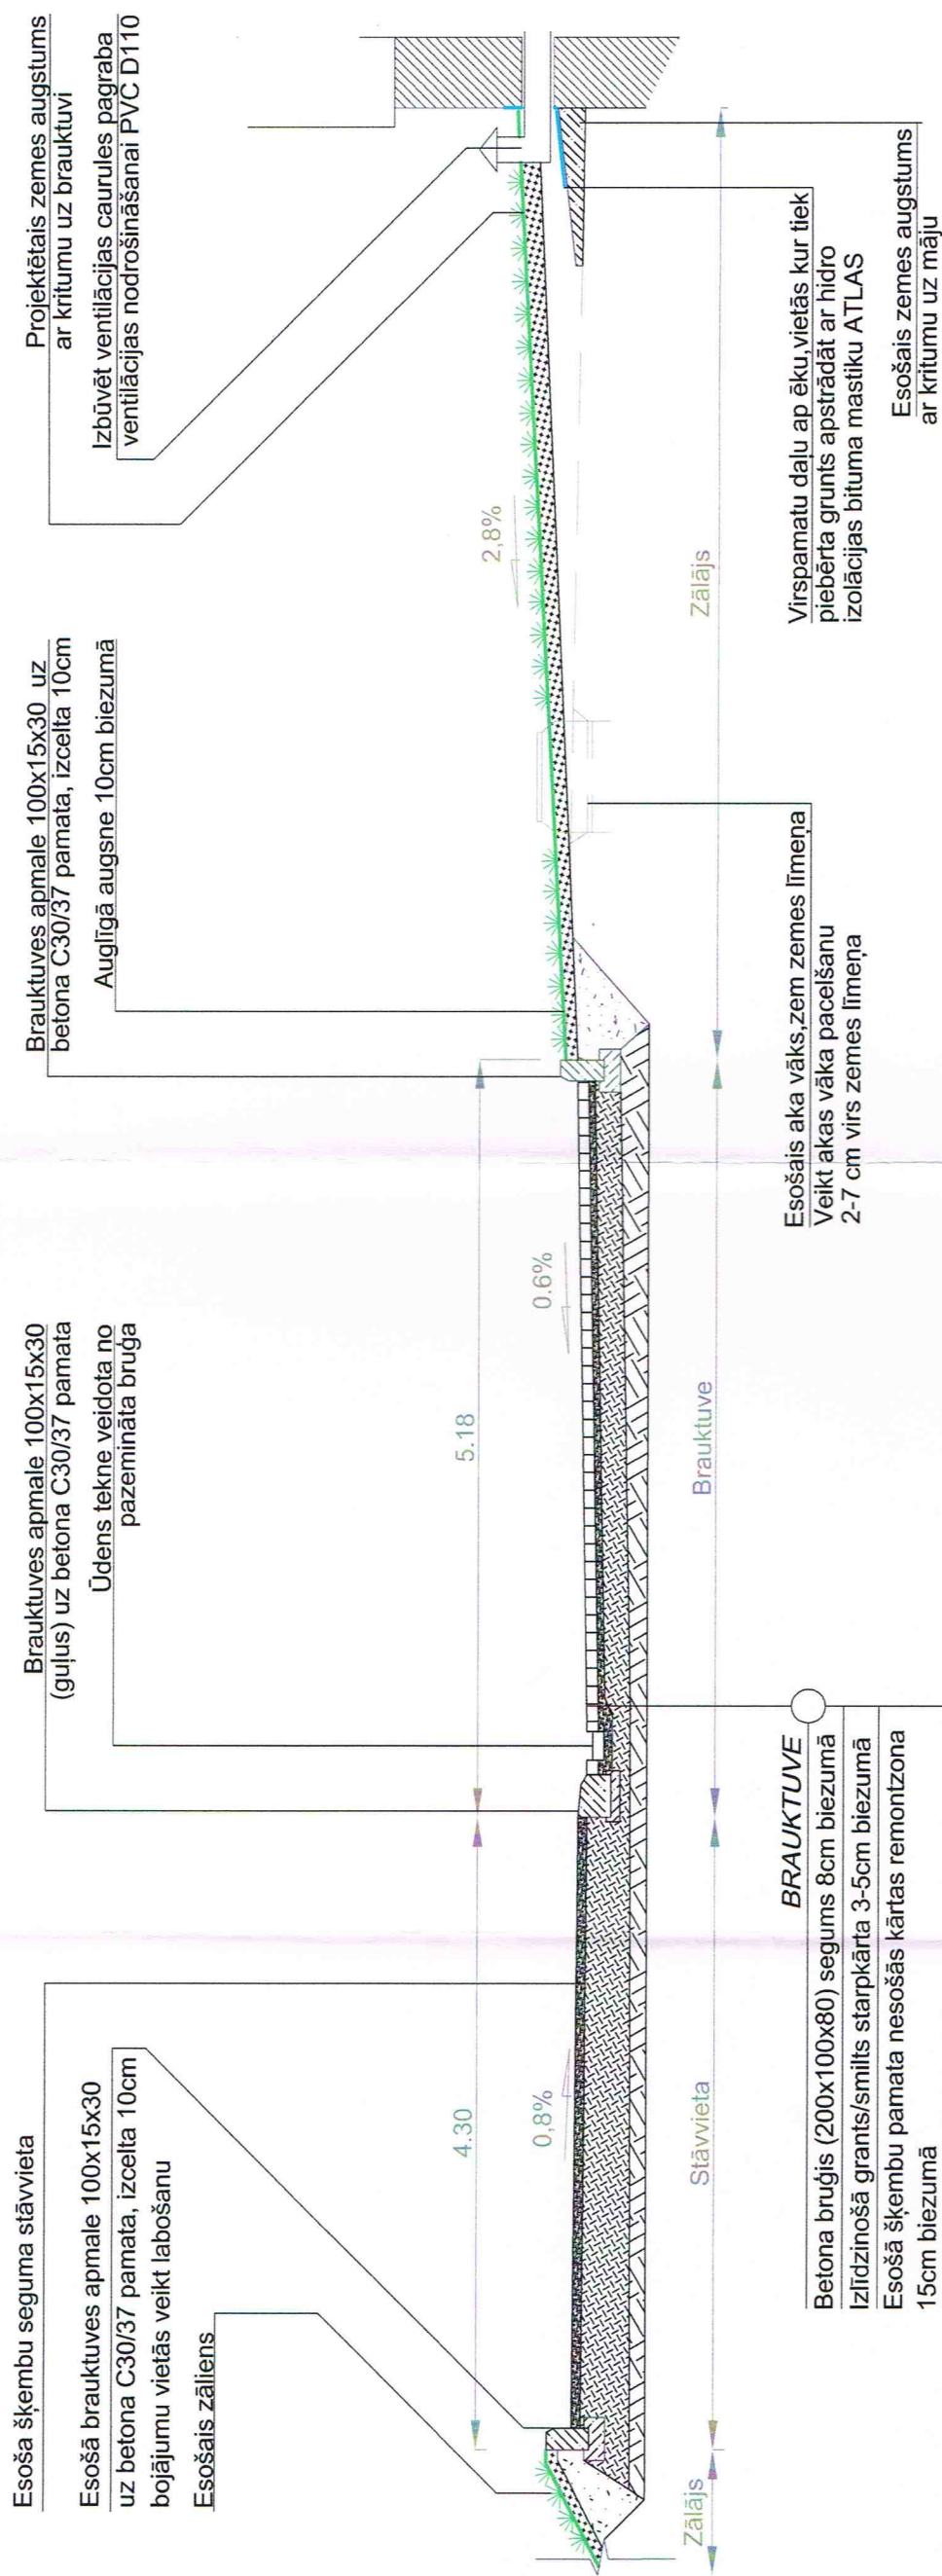 Esoša šķembu seguma stāvvieta
Esošā brauktuves apmale 100x15x30
uz betona C30/37 pamata, izcelta 10cm
bojājumu vietās veikt labošanu
Esošais zāliens
Brauktuves apmale 100x15x30
(guļus) uz betona C30/37 pamata
Ūdens tekne veidota no
pazemināta bruģa
Brauktuves apmale 100x15x30 uz
betona C30/37 pamata, izcelta 10cm
Auglīgā augsne 10cm biezumā
Projektētais zemes augstums
ar kritumu uz brauktuvi
Izbūvēt ventilācijas caurules pagraba
ventilācijas nodrošināšanai PVC D110
4.30
5.18
0,8%
0.6%
2,8%
Zālājs
Stāvvieta
Brauktuve
Zālājs
BRAUKTUVE
Betona bruģis (200x100x80) segums 8cm biezumā
Izlīdzinošā grants/smilts starpkārta 3-5cm biezumā
Esošā šķembu pamata nesošās kārtas remontzona
15cm biezumā
Esošais aka vāks,zem zemes līmeņa
Veikt akas vāka pacelšanu
2-7 cm virs zemes līmeņa
Virspamatu daļu ap ēku,vietās kur tiek
piebērta grunts apstrādāt ar hidro
izolācijas bituma mastiku ATLAS
Esošais zemes augstums
ar kritumu uz māju